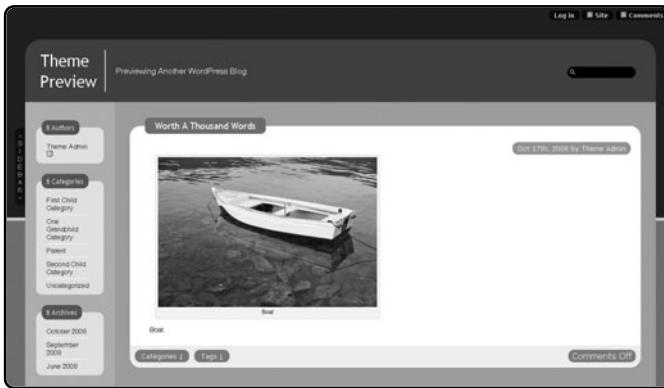 Log in Site Comments
Theme
Preview
Previewing Another WordPress Blog
SIDEBAR
§ Authors
Theme Admin
§ Categories
First Child
Category
One
Grandchild
Category
Parent
Second Child
Category
Uncategorized
§ Archives
October 2008
September
2008
June 2008
Worth A Thousand Words
Oct 17th, 2008 by Theme Admin
Boat
Boat.
Categories ↓ Tags ↓
Comments Off